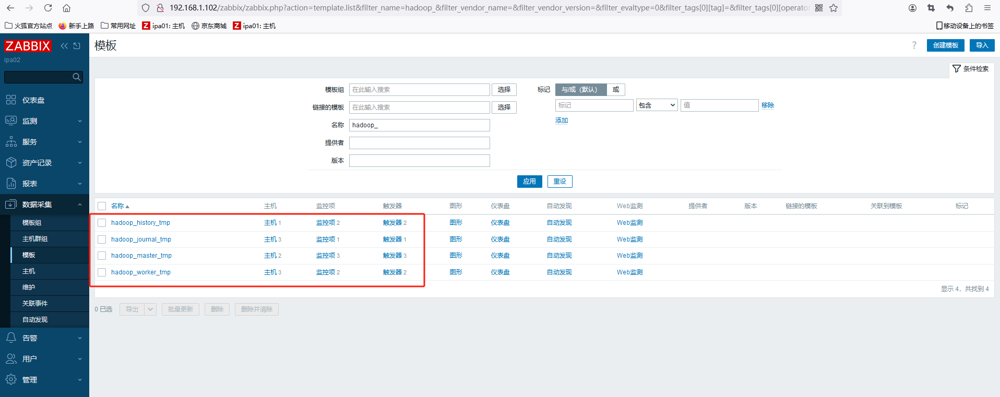 192.168.1.102/zabbix/zabbix.php?action=template.list&filter_name=hadoop_&filter_vendor_name=&filter_vendor_version=&filter_evaltype=0&filter_tags[0][tag]=&filter_tags[0][operator
火狐官方站点 新手上路 常用网址 Z ipa01: 主机 京东商城 Z ipa01: 主机 移动设备上的书签
ZABBIX
ipa02
仪表盘
监测
服务
资产记录
报表
数据采集
模板组
主机群组
模板
主机
维护
关联事件
自动发现
告警
用户
管理
模板
? 创建模板 导入
条件检索
模板组 在此输入搜索 选择 标记 与/或（默认） 或
标记 包含 值 移除
链接的模板 在此输入搜索 选择
添加
名称 hadoop_
提供者
版本
应用 重设
名称 主机 监控项 触发器 图形 仪表盘 自动发现 Web监测 提供者 版本 链接的模板 关联到模板 标记
hadoop_history_tmp 主机 1 监控项 2 触发器 2 图形 仪表盘 自动发现 Web监测
hadoop_journal_tmp 主机 3 监控项 1 触发器 1 图形 仪表盘 自动发现 Web监测
hadoop_master_tmp 主机 2 监控项 3 触发器 3 图形 仪表盘 自动发现 Web监测
hadoop_worker_tmp 主机 3 监控项 2 触发器 2 图形 仪表盘 自动发现 Web监测
显示 4，共找到 4
0 已选 导出 批量更新 删除 删除并清除